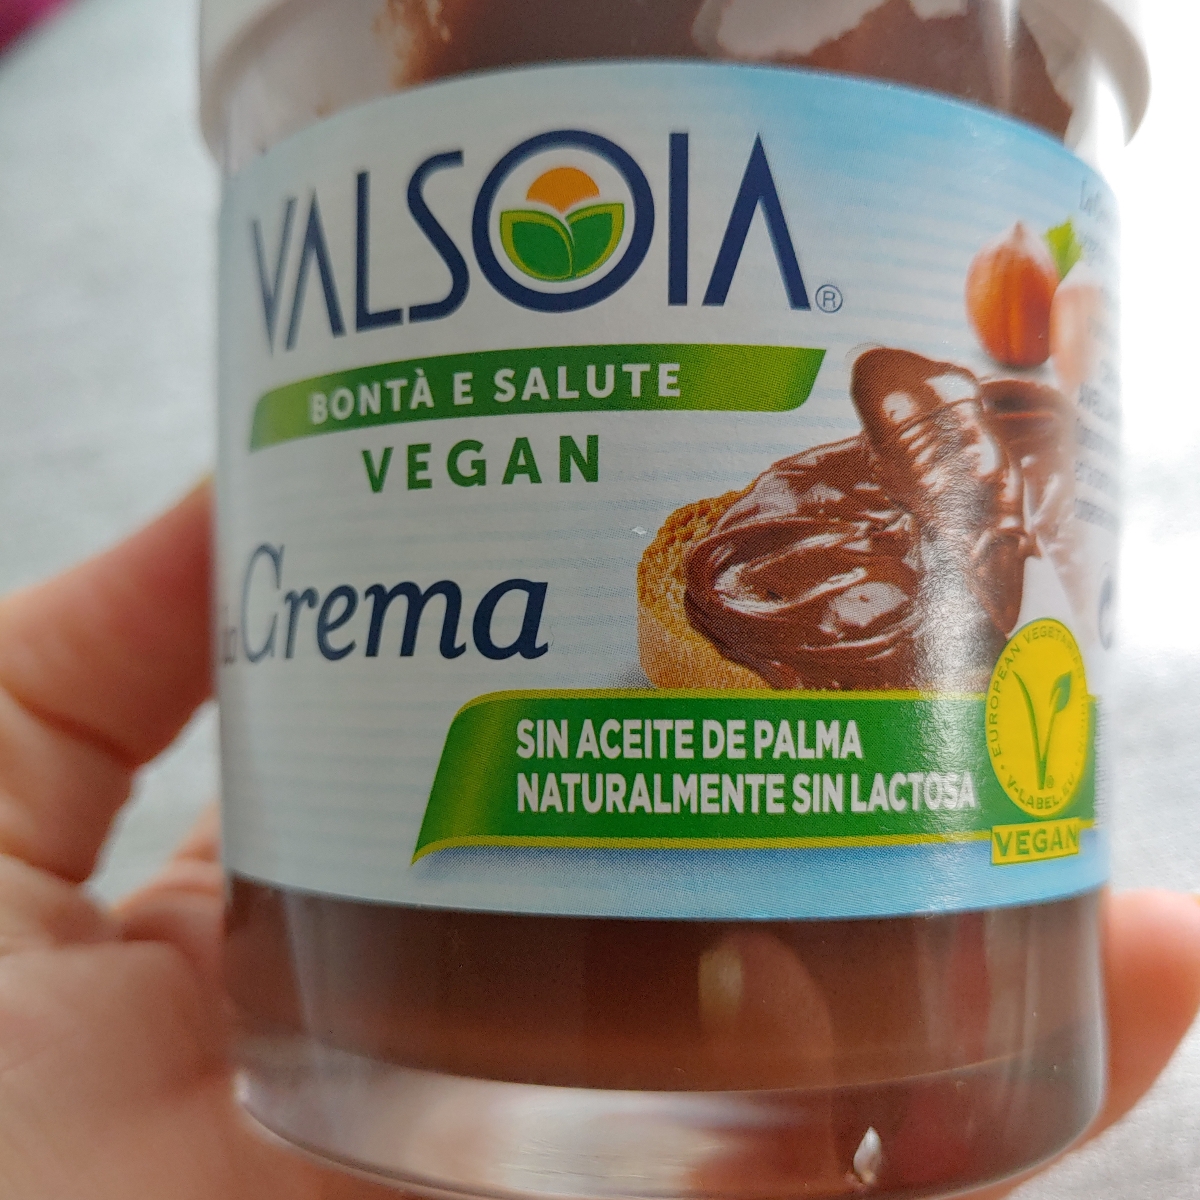 VALSOIA®
BONTÀ E SALUTE
VEGAN
Crema
SIN ACEITE DE PALMA
NATURALMENTE SIN LACTOSA
EUROPEAN VEGETARIAN
V-LABEL.EU
VEGAN